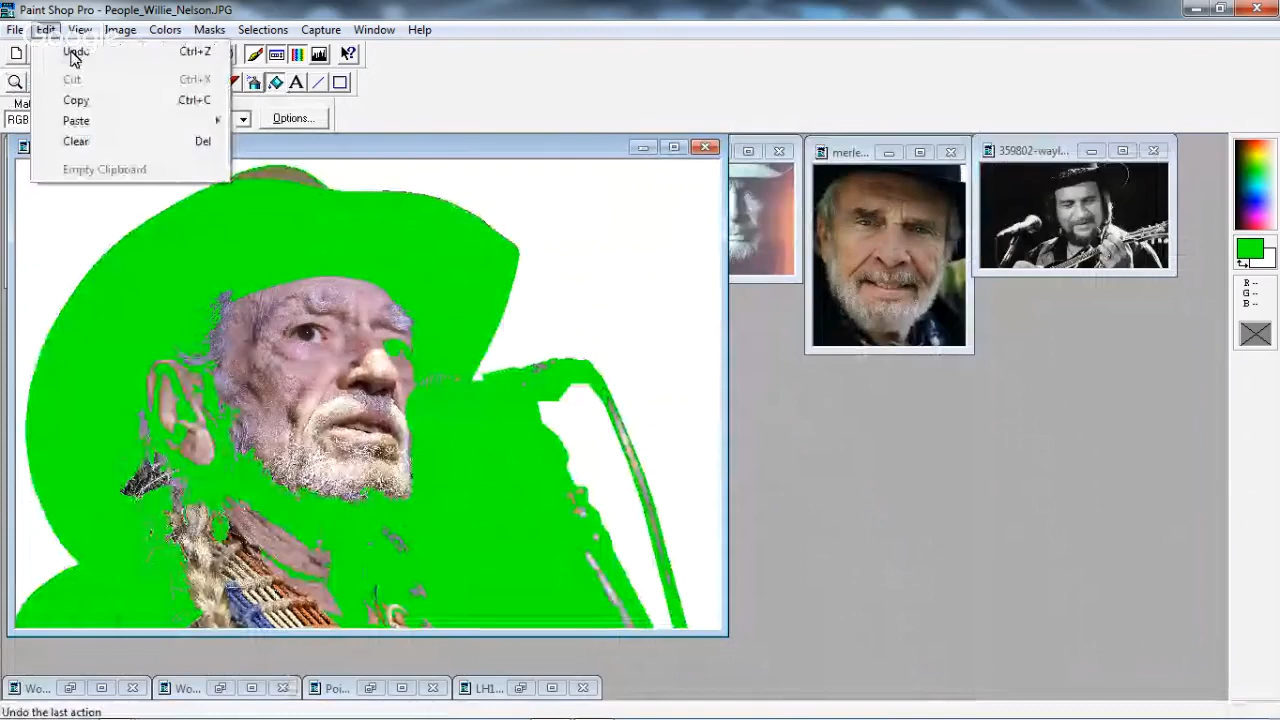 Paint Shop Pro - People_Willie_Nelson.JPG
File Edit View Image Colors Masks Selections Capture Window Help
Undo Ctrl+Z
Cut Ctrl+X
Copy Ctrl+C
Paste
Clear Del
Empty Clipboard
RGB
Options...
merle...
359802-wayl...
R --
G --
B --
Wo...
Wo...
Poi...
LH1...
Undo the last action